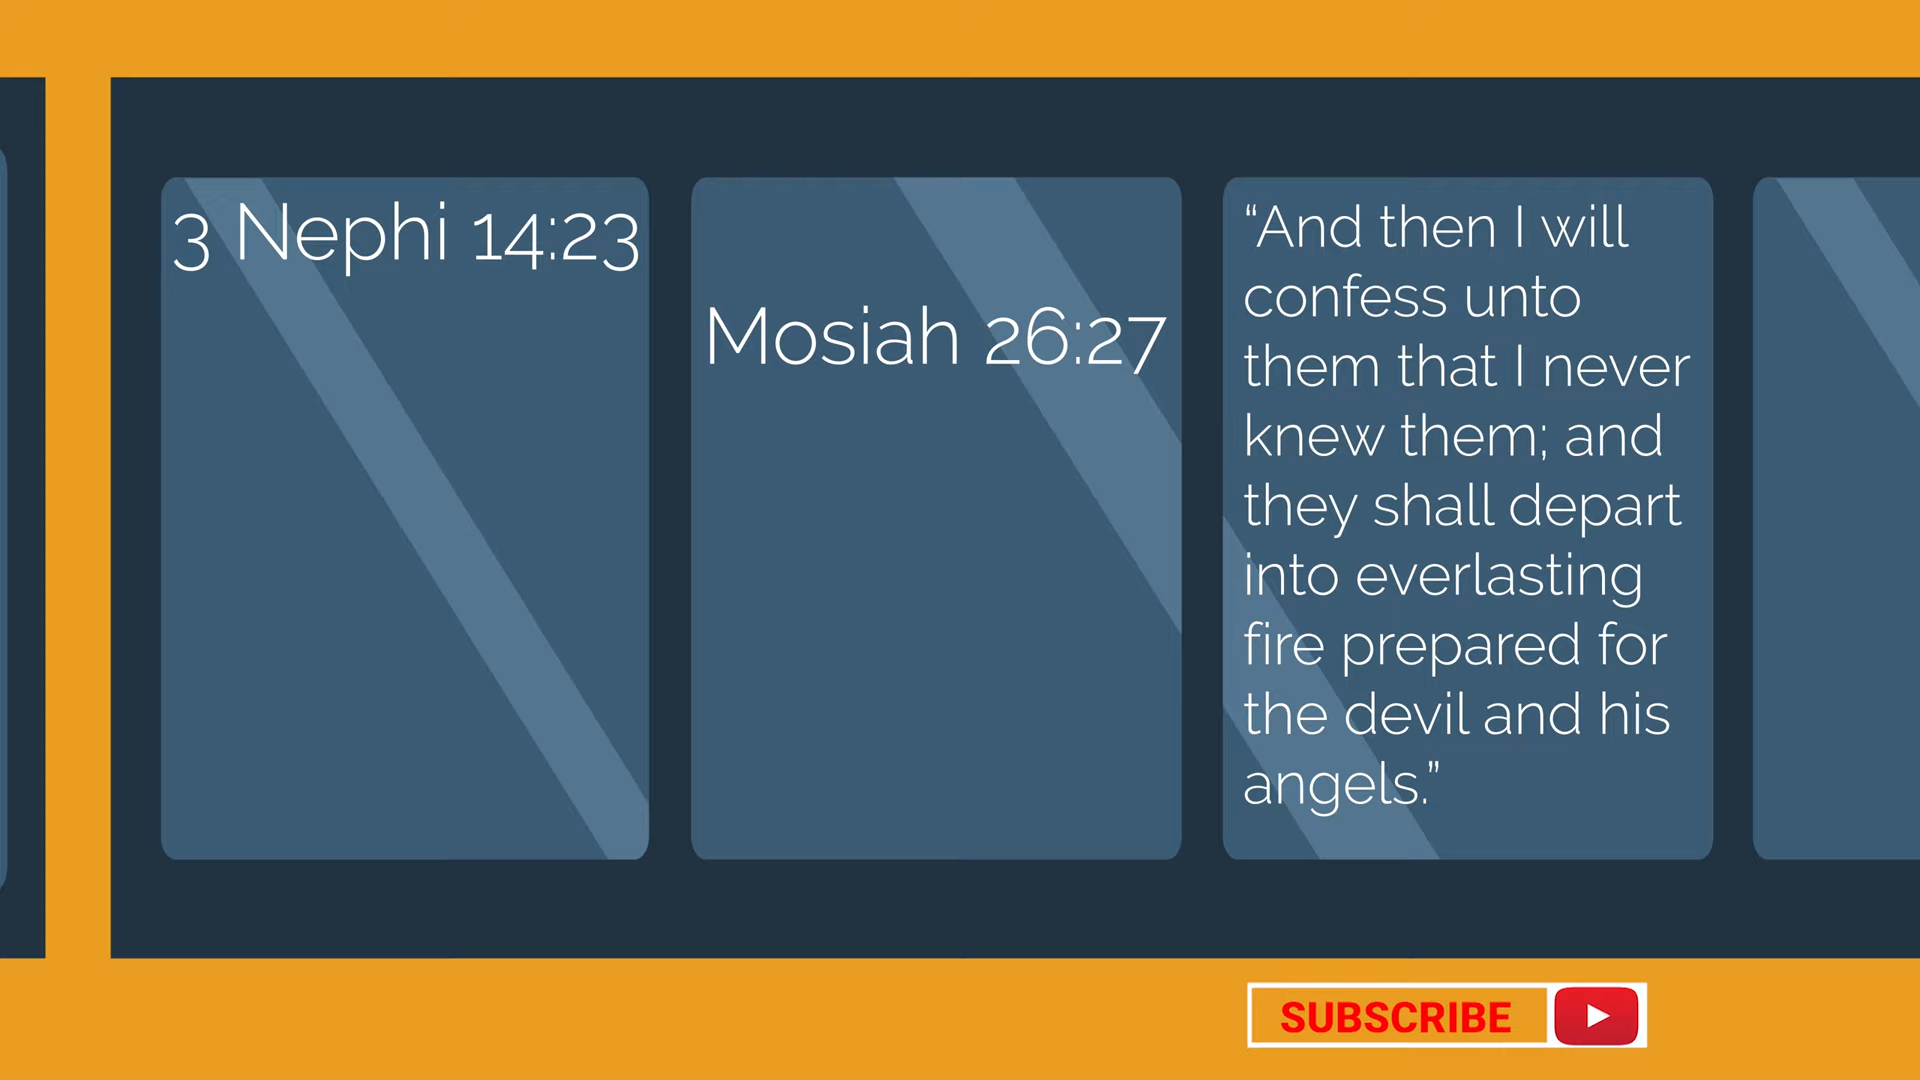 3 Nephi 14:23
Mosiah 26:27
“And then I will
confess unto
them that I never
knew them; and
they shall depart
into everlasting
fire prepared for
the devil and his
angels.”
SUBSCRIBE